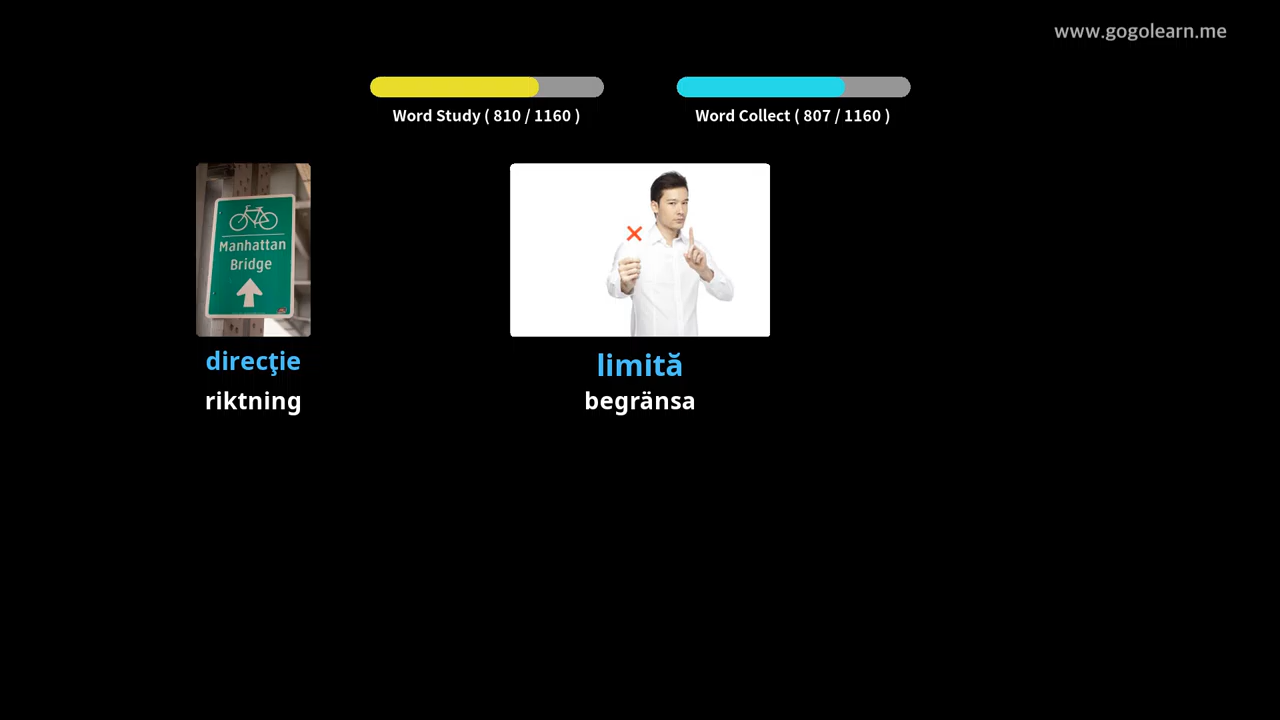 www.gogolearn.me
Word Study ( 810 / 1160 )
Word Collect ( 807 / 1160 )
Manhattan
Bridge
direcţie
riktning
limită
begränsa